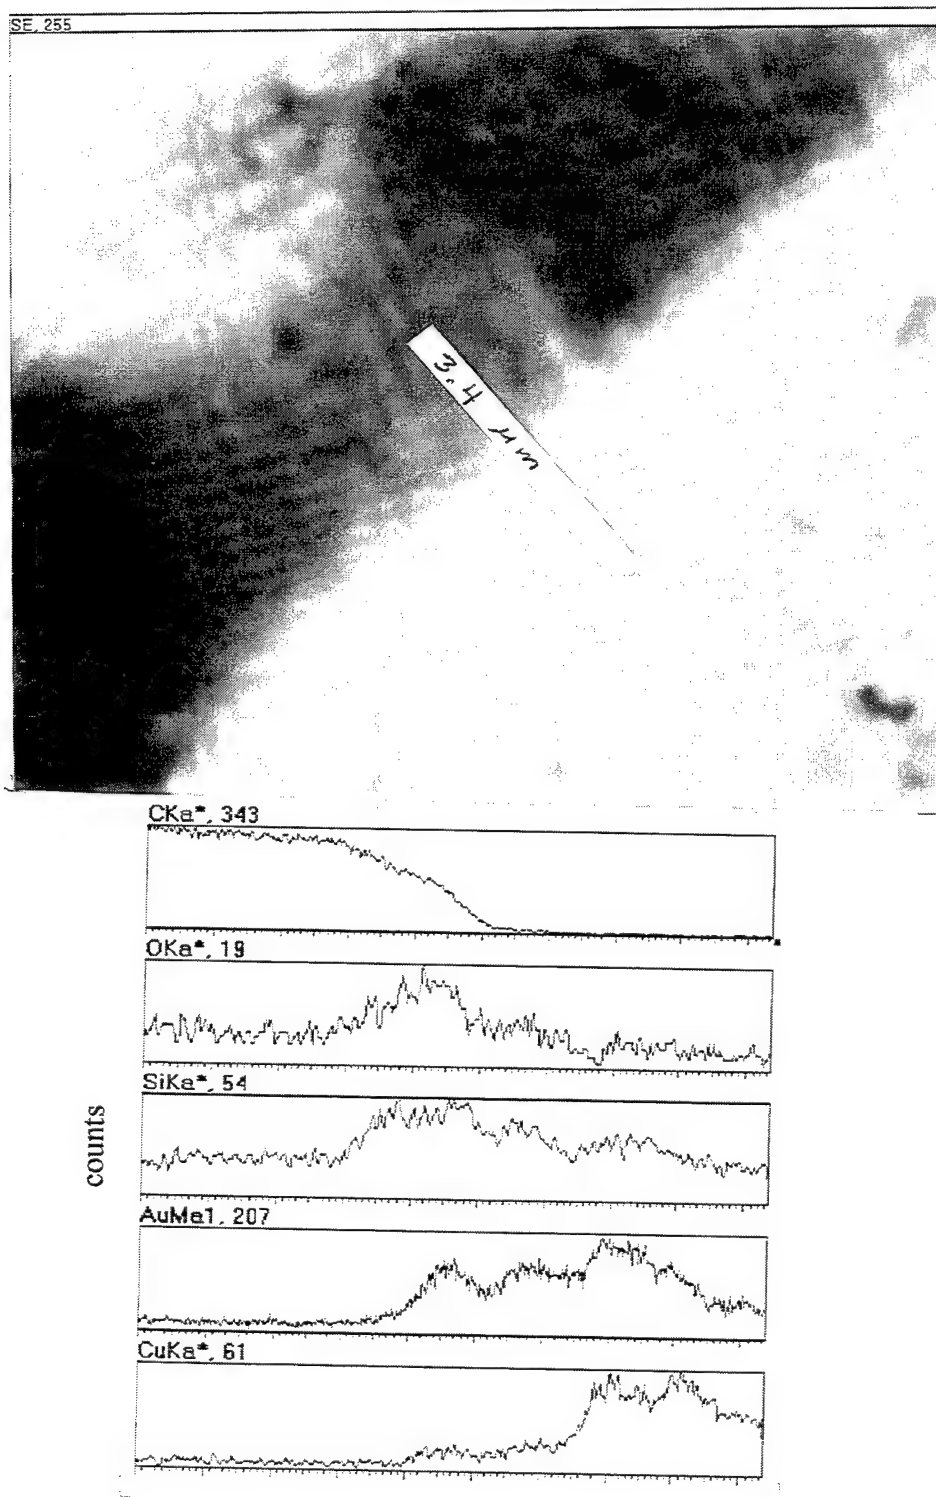 SE, 255
3.4 μm
CKa*, 343
OKa*, 19
SiKa*, 54
AuMa1, 207
CuKa*, 61
counts